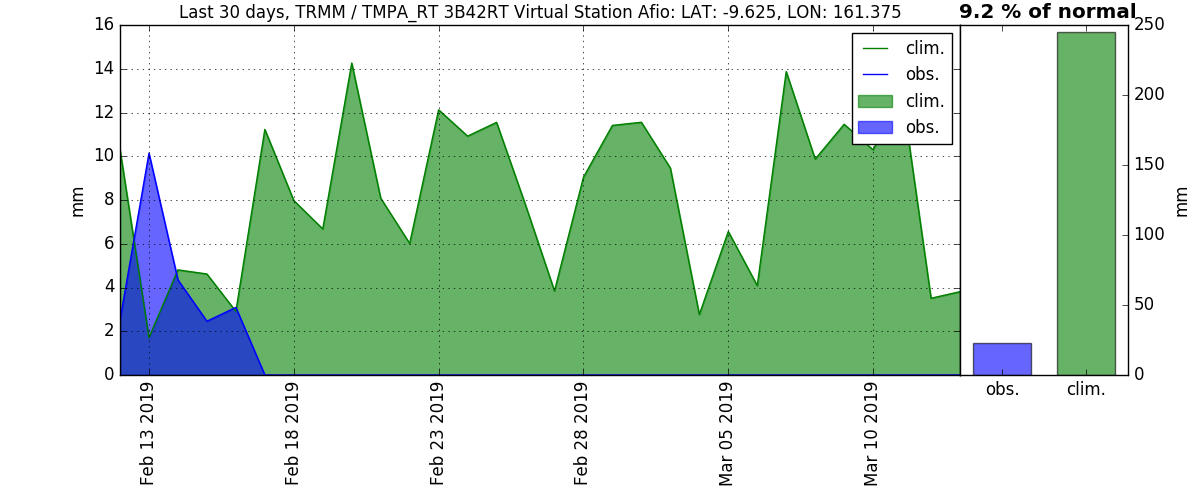 Last 30 days, TRMM / TMPA_RT 3B42RT Virtual Station Afio: LAT: -9.625, LON: 161.375
9.2 % of normal
16
14
12
10
8
6
4
2
0
mm
clim.
obs.
clim.
obs.
Feb 13 2019
Feb 18 2019
Feb 23 2019
Feb 28 2019
Mar 05 2019
Mar 10 2019
250
200
150
100
50
0
mm
obs.
clim.